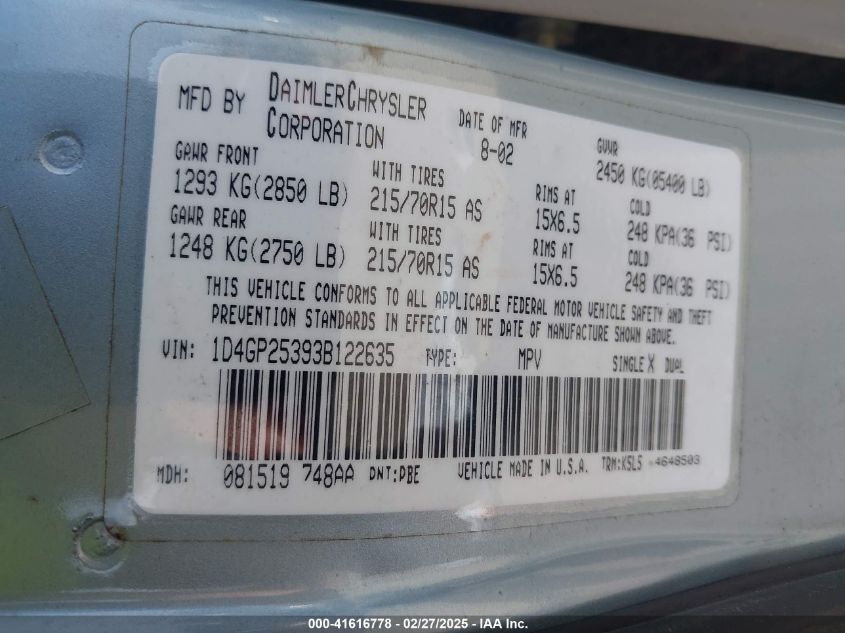 MFD BY DAIMLERCHRYSLER CORPORATION
DATE OF MFR 8-02
GVWR 2450 KG(05400 LB)
GAWR FRONT
1293 KG(2850 LB)
WITH TIRES
215/70R15 AS
RIMS AT
15X6.5
COLD
248 KPA(36 PSI)
GAWR REAR
1248 KG(2750 LB)
WITH TIRES
215/70R15 AS
RIMS AT
15X6.5
COLD
248 KPA(36 PSI)
THIS VEHICLE CONFORMS TO ALL APPLICABLE FEDERAL MOTOR VEHICLE SAFETY AND THEFT
PREVENTION STANDARDS IN EFFECT ON THE DATE OF MANUFACTURE SHOWN ABOVE.
VIN: 1D4GP25393B122635 TYPE: MPV SINGLE X DUAL
MDH: 081519 748AA PNT:PBE VEHICLE MADE IN U.S.A. TRM:K5L5 4648503
000-41616778 - 02/27/2025 - IAA Inc.